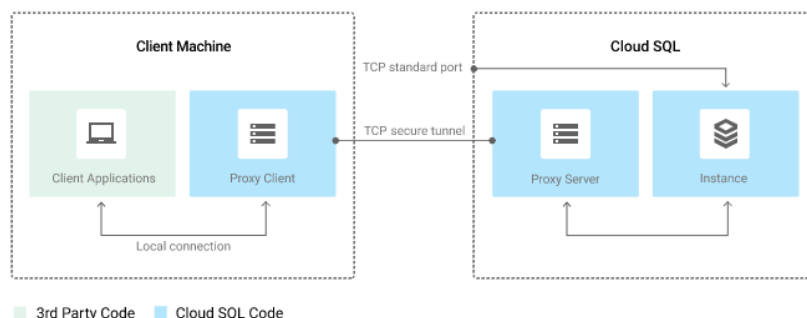 Client Machine
Cloud SQL
TCP standard port
TCP secure tunnel
Client Applications
Proxy Client
Proxy Server
Instance
Local connection
3rd Party Code
Cloud SQL Code